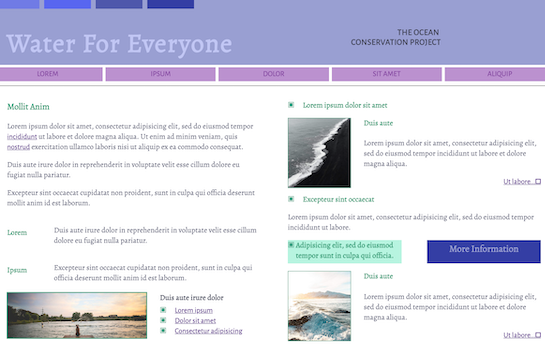 Water For Everyone
THE OCEAN
CONSERVATION PROJECT
LOREM
IPSUM
DOLOR
SIT AMET
ALIQUIP
Mollit Anim
Lorem ipsum dolor sit amet, consectetur adipisicing elit, sed do eiusmod tempor
incididunt ut labore et dolore magna aliqua. Ut enim ad minim veniam, quis
nostrud exercitation ullamco laboris nisi ut aliquip ex ea commodo consequat.
Duis aute irure dolor in reprehenderit in voluptate velit esse cillum dolore eu
fugiat nulla pariatur.
Excepteur sint occaecat cupidatat non proident, sunt in culpa qui officia deserunt
mollit anim id est laborum.
Lorem
Duis aute irure dolor in reprehenderit in voluptate velit esse cillum
dolore eu fugiat nulla pariatur.
Ipsum
Excepteur sint occaecat cupidatat non proident, sunt in culpa qui
officia deserunt mollit anim id est laborum.
Duis aute irure dolor
Lorem ipsum
Dolor sit amet
Consectetur adipisicing
Lorem ipsum dolor sit amet
Duis aute
Lorem ipsum dolor sit amet,
consectetur adipisicing elit, sed do
eiusmod tempor incididunt ut labore
et dolore magna aliqua.
Ut labore...
Excepteur sint occaecat
Lorem ipsum dolor sit amet, consectetur adipisicing elit, sed do eiusmod
tempor incididunt ut labore et dolore magna aliqua.
Adipisicing elit, sed do eiusmod
tempor sunt in culpa qui officia.
More Information
Duis aute
Lorem ipsum dolor sit amet,
consectetur adipisicing elit, sed do
eiusmod tempor incididunt ut labore
et dolore magna aliqua.
Ut labore...